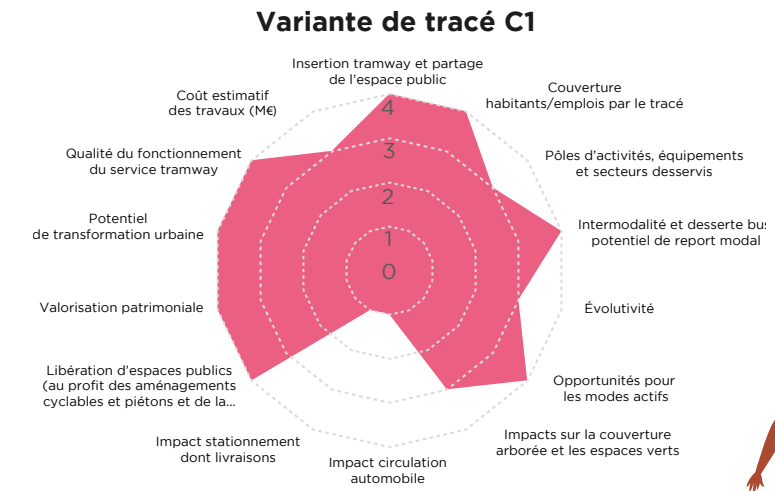 Variante de tracé C1
Insertion tramway et partage
de l'espace public
Couverture
habitants/emplois par le tracé
Pôles d'activités, équipements
et secteurs desservis
Intermodalité et desserte bus
potentiel de report modal
Évolutivité
Opportunités pour
les modes actifs
Impacts sur la couverture
arborée et les espaces verts
Impact circulation
automobile
Impact stationnement
dont livraisons
Libération d'espaces publics
(au profit des aménagements
cyclables et piétons et de la...
Valorisation patrimoniale
Potentiel
de transformation urbaine
Qualité du fonctionnement
du service tramway
Coût estimatif
des travaux (M€)
4
3
2
1
0